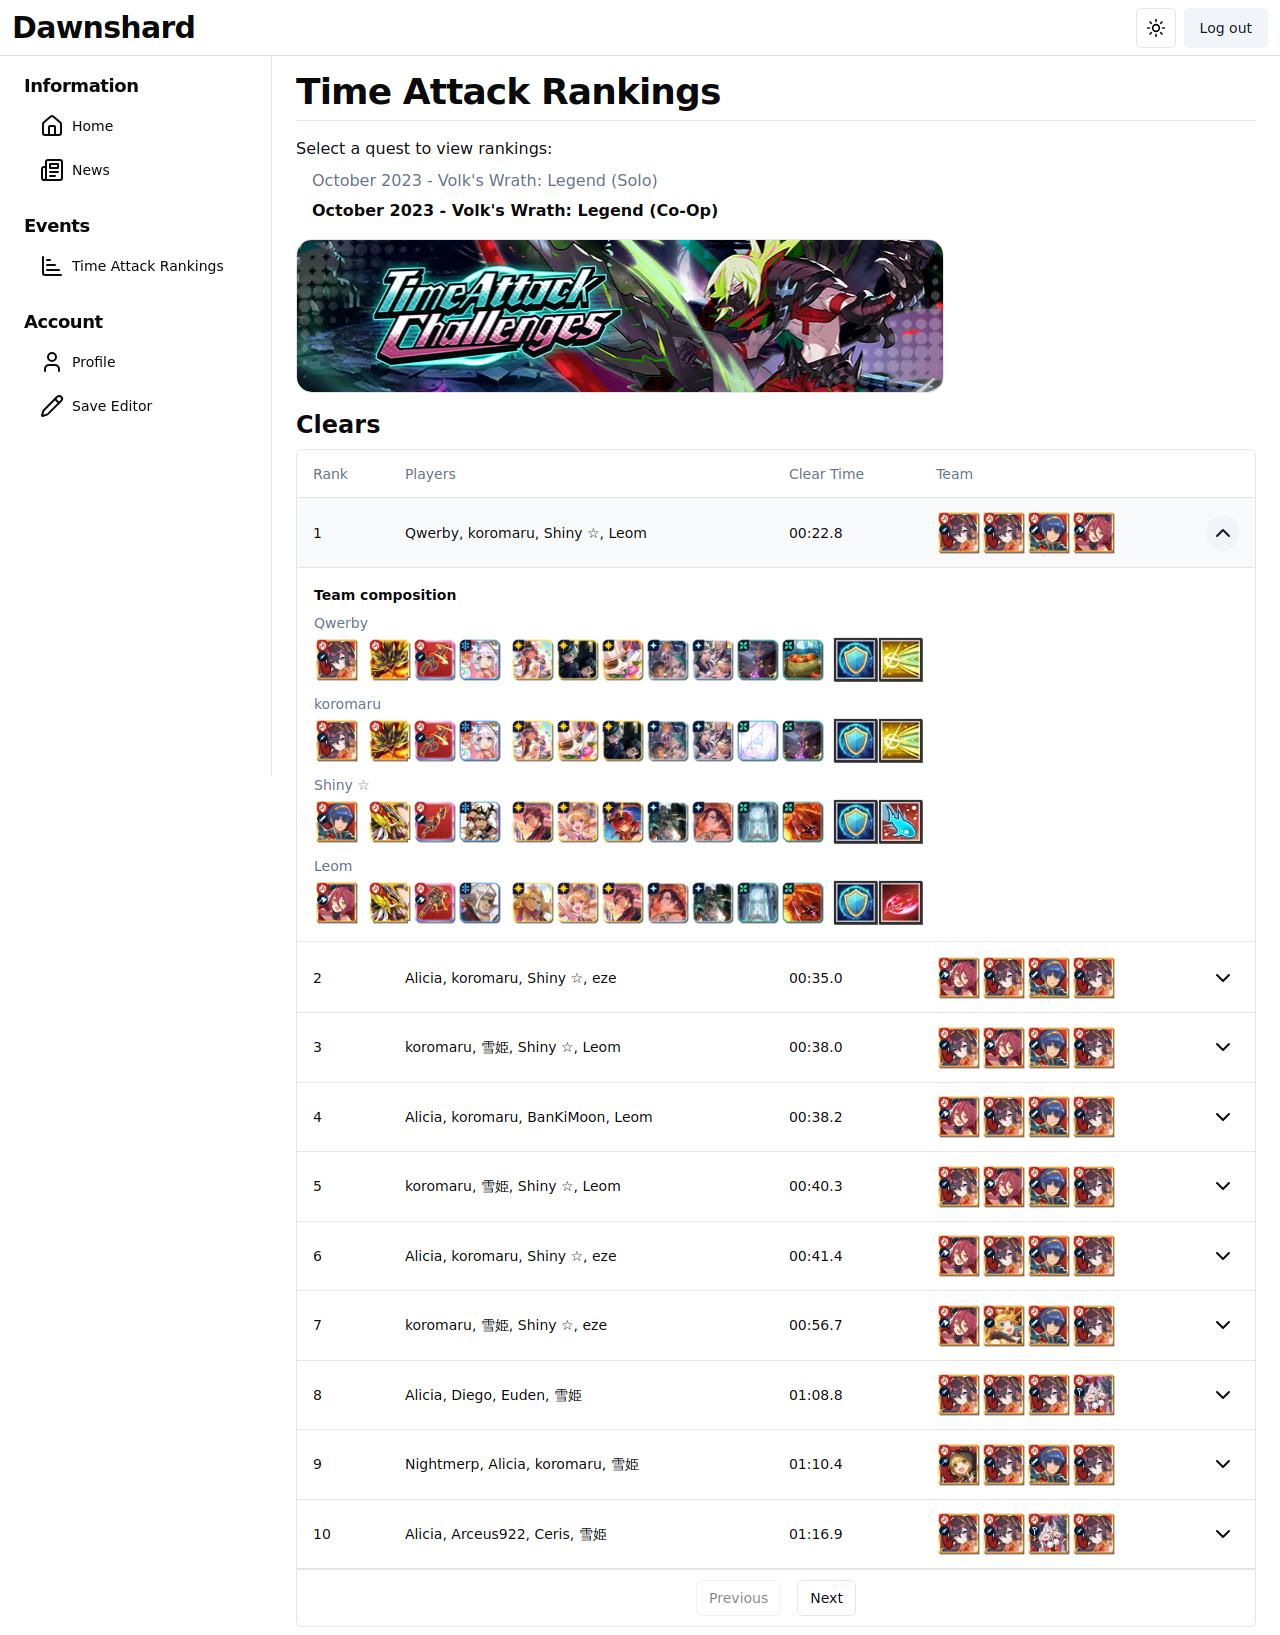 Dawnshard
Log out
Information
Home
News
Events
Time Attack Rankings
Account
Profile
Save Editor
Time Attack Rankings
Select a quest to view rankings:
October 2023 - Volk's Wrath: Legend (Solo)
October 2023 - Volk's Wrath: Legend (Co-Op)
Time Attack
Challenges
Clears
Rank Players Clear Time Team
1 Qwerby, koromaru, Shiny ☆, Leom 00:22.8
Team composition
Qwerby
koromaru
Shiny ☆
Leom
2 Alicia, koromaru, Shiny ☆, eze 00:35.0
3 koromaru, 雪姫, Shiny ☆, Leom 00:38.0
4 Alicia, koromaru, BanKiMoon, Leom 00:38.2
5 koromaru, 雪姫, Shiny ☆, Leom 00:40.3
6 Alicia, koromaru, Shiny ☆, eze 00:41.4
7 koromaru, 雪姫, Shiny ☆, eze 00:56.7
8 Alicia, Diego, Euden, 雪姫 01:08.8
9 Nightmerp, Alicia, koromaru, 雪姫 01:10.4
10 Alicia, Arceus922, Ceris, 雪姫 01:16.9
Previous Next